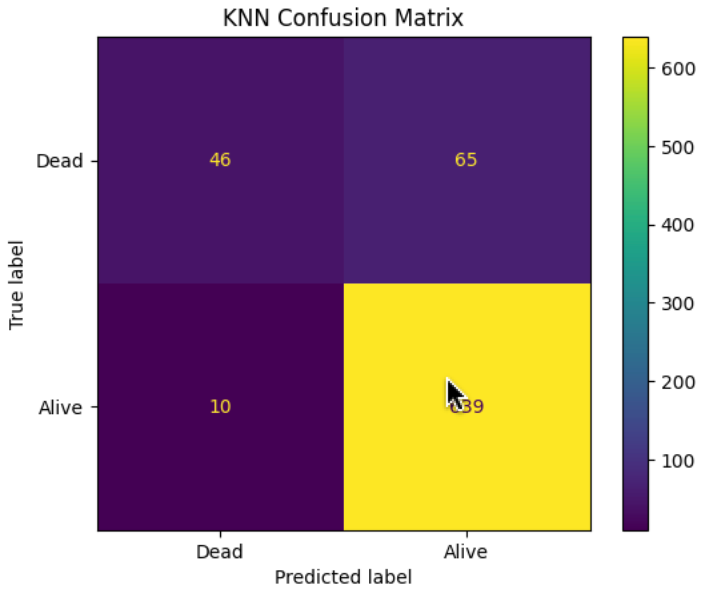 KNN Confusion Matrix
Dead
46
65
Alive
10
639
Dead
Alive
Predicted label
True label
600
500
400
300
200
100